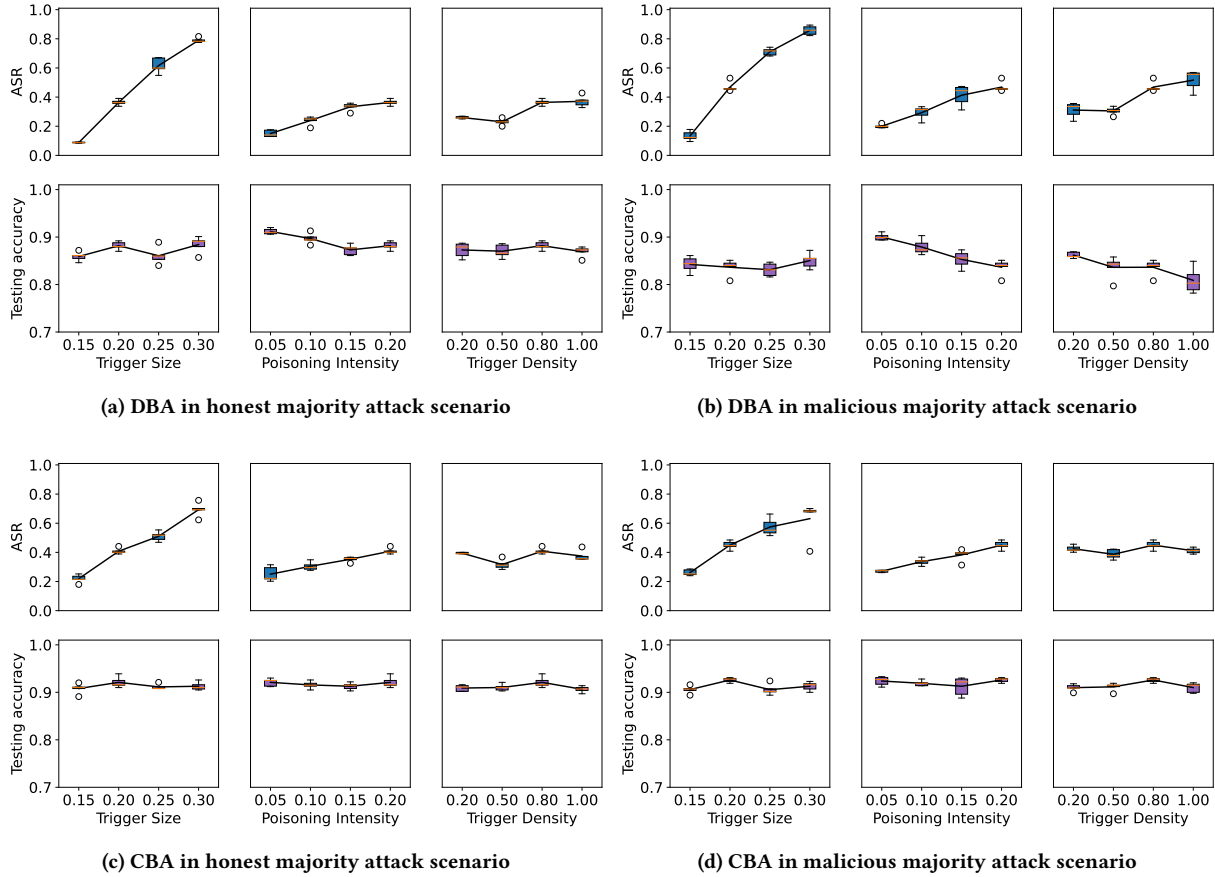 1.0
0.8
0.6
0.4
0.2
0.0
ASR
1.0
0.9
0.8
0.7
Testing accuracy
0.15 0.20 0.25 0.30
Trigger Size
0.05 0.10 0.15 0.20
Poisoning Intensity
0.20 0.50 0.80 1.00
Trigger Density
(a) DBA in honest majority attack scenario
1.0
0.8
0.6
0.4
0.2
0.0
ASR
1.0
0.9
0.8
0.7
Testing accuracy
0.15 0.20 0.25 0.30
Trigger Size
0.05 0.10 0.15 0.20
Poisoning Intensity
0.20 0.50 0.80 1.00
Trigger Density
(b) DBA in malicious majority attack scenario
1.0
0.8
0.6
0.4
0.2
0.0
ASR
1.0
0.9
0.8
0.7
Testing accuracy
0.15 0.20 0.25 0.30
Trigger Size
0.05 0.10 0.15 0.20
Poisoning Intensity
0.20 0.50 0.80 1.00
Trigger Density
(c) CBA in honest majority attack scenario
1.0
0.8
0.6
0.4
0.2
0.0
ASR
1.0
0.9
0.8
0.7
Testing accuracy
0.15 0.20 0.25 0.30
Trigger Size
0.05 0.10 0.15 0.20
Poisoning Intensity
0.20 0.50 0.80 1.00
Trigger Density
(d) CBA in malicious majority attack scenario